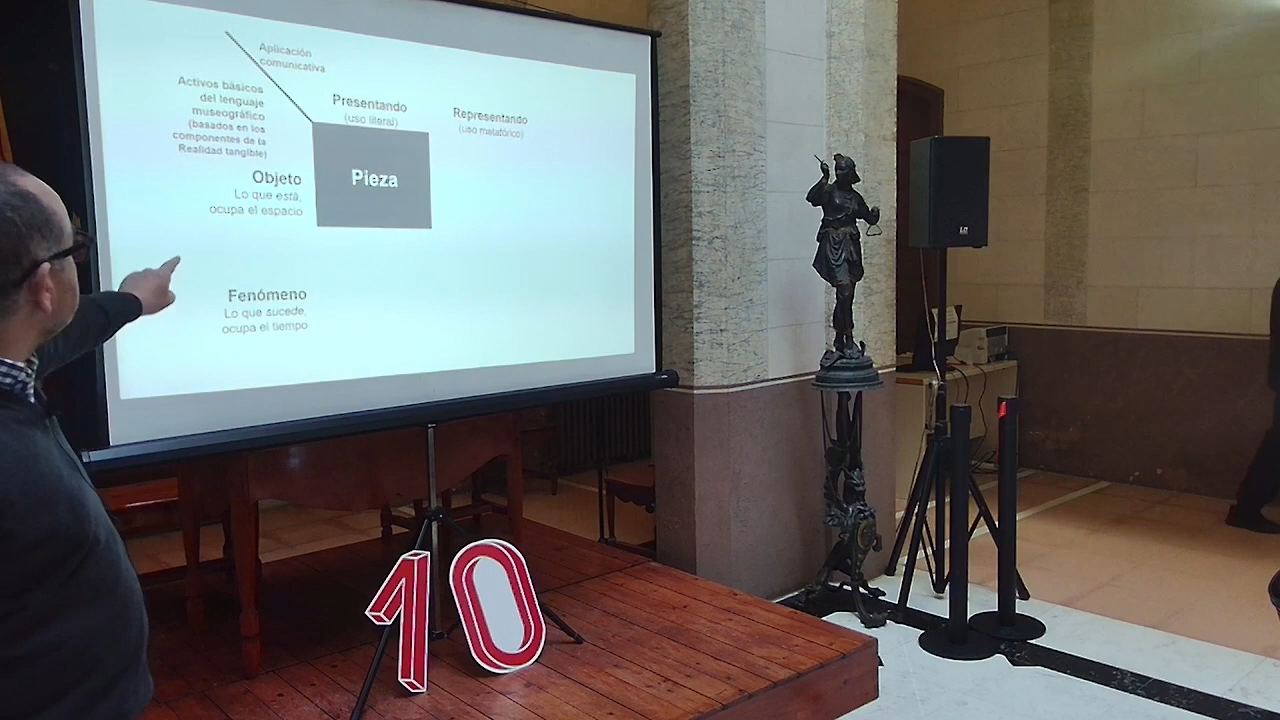 Aplicación
comunicativa
Activos básicos
del lenguaje
museográfico
(basados en los
componentes de la
Realidad tangible)
Presentando
(uso literal)
Representando
(uso metafórico)
Objeto
Lo que está,
ocupa el espacio
Pieza
Fenómeno
Lo que sucede,
ocupa el tiempo
10